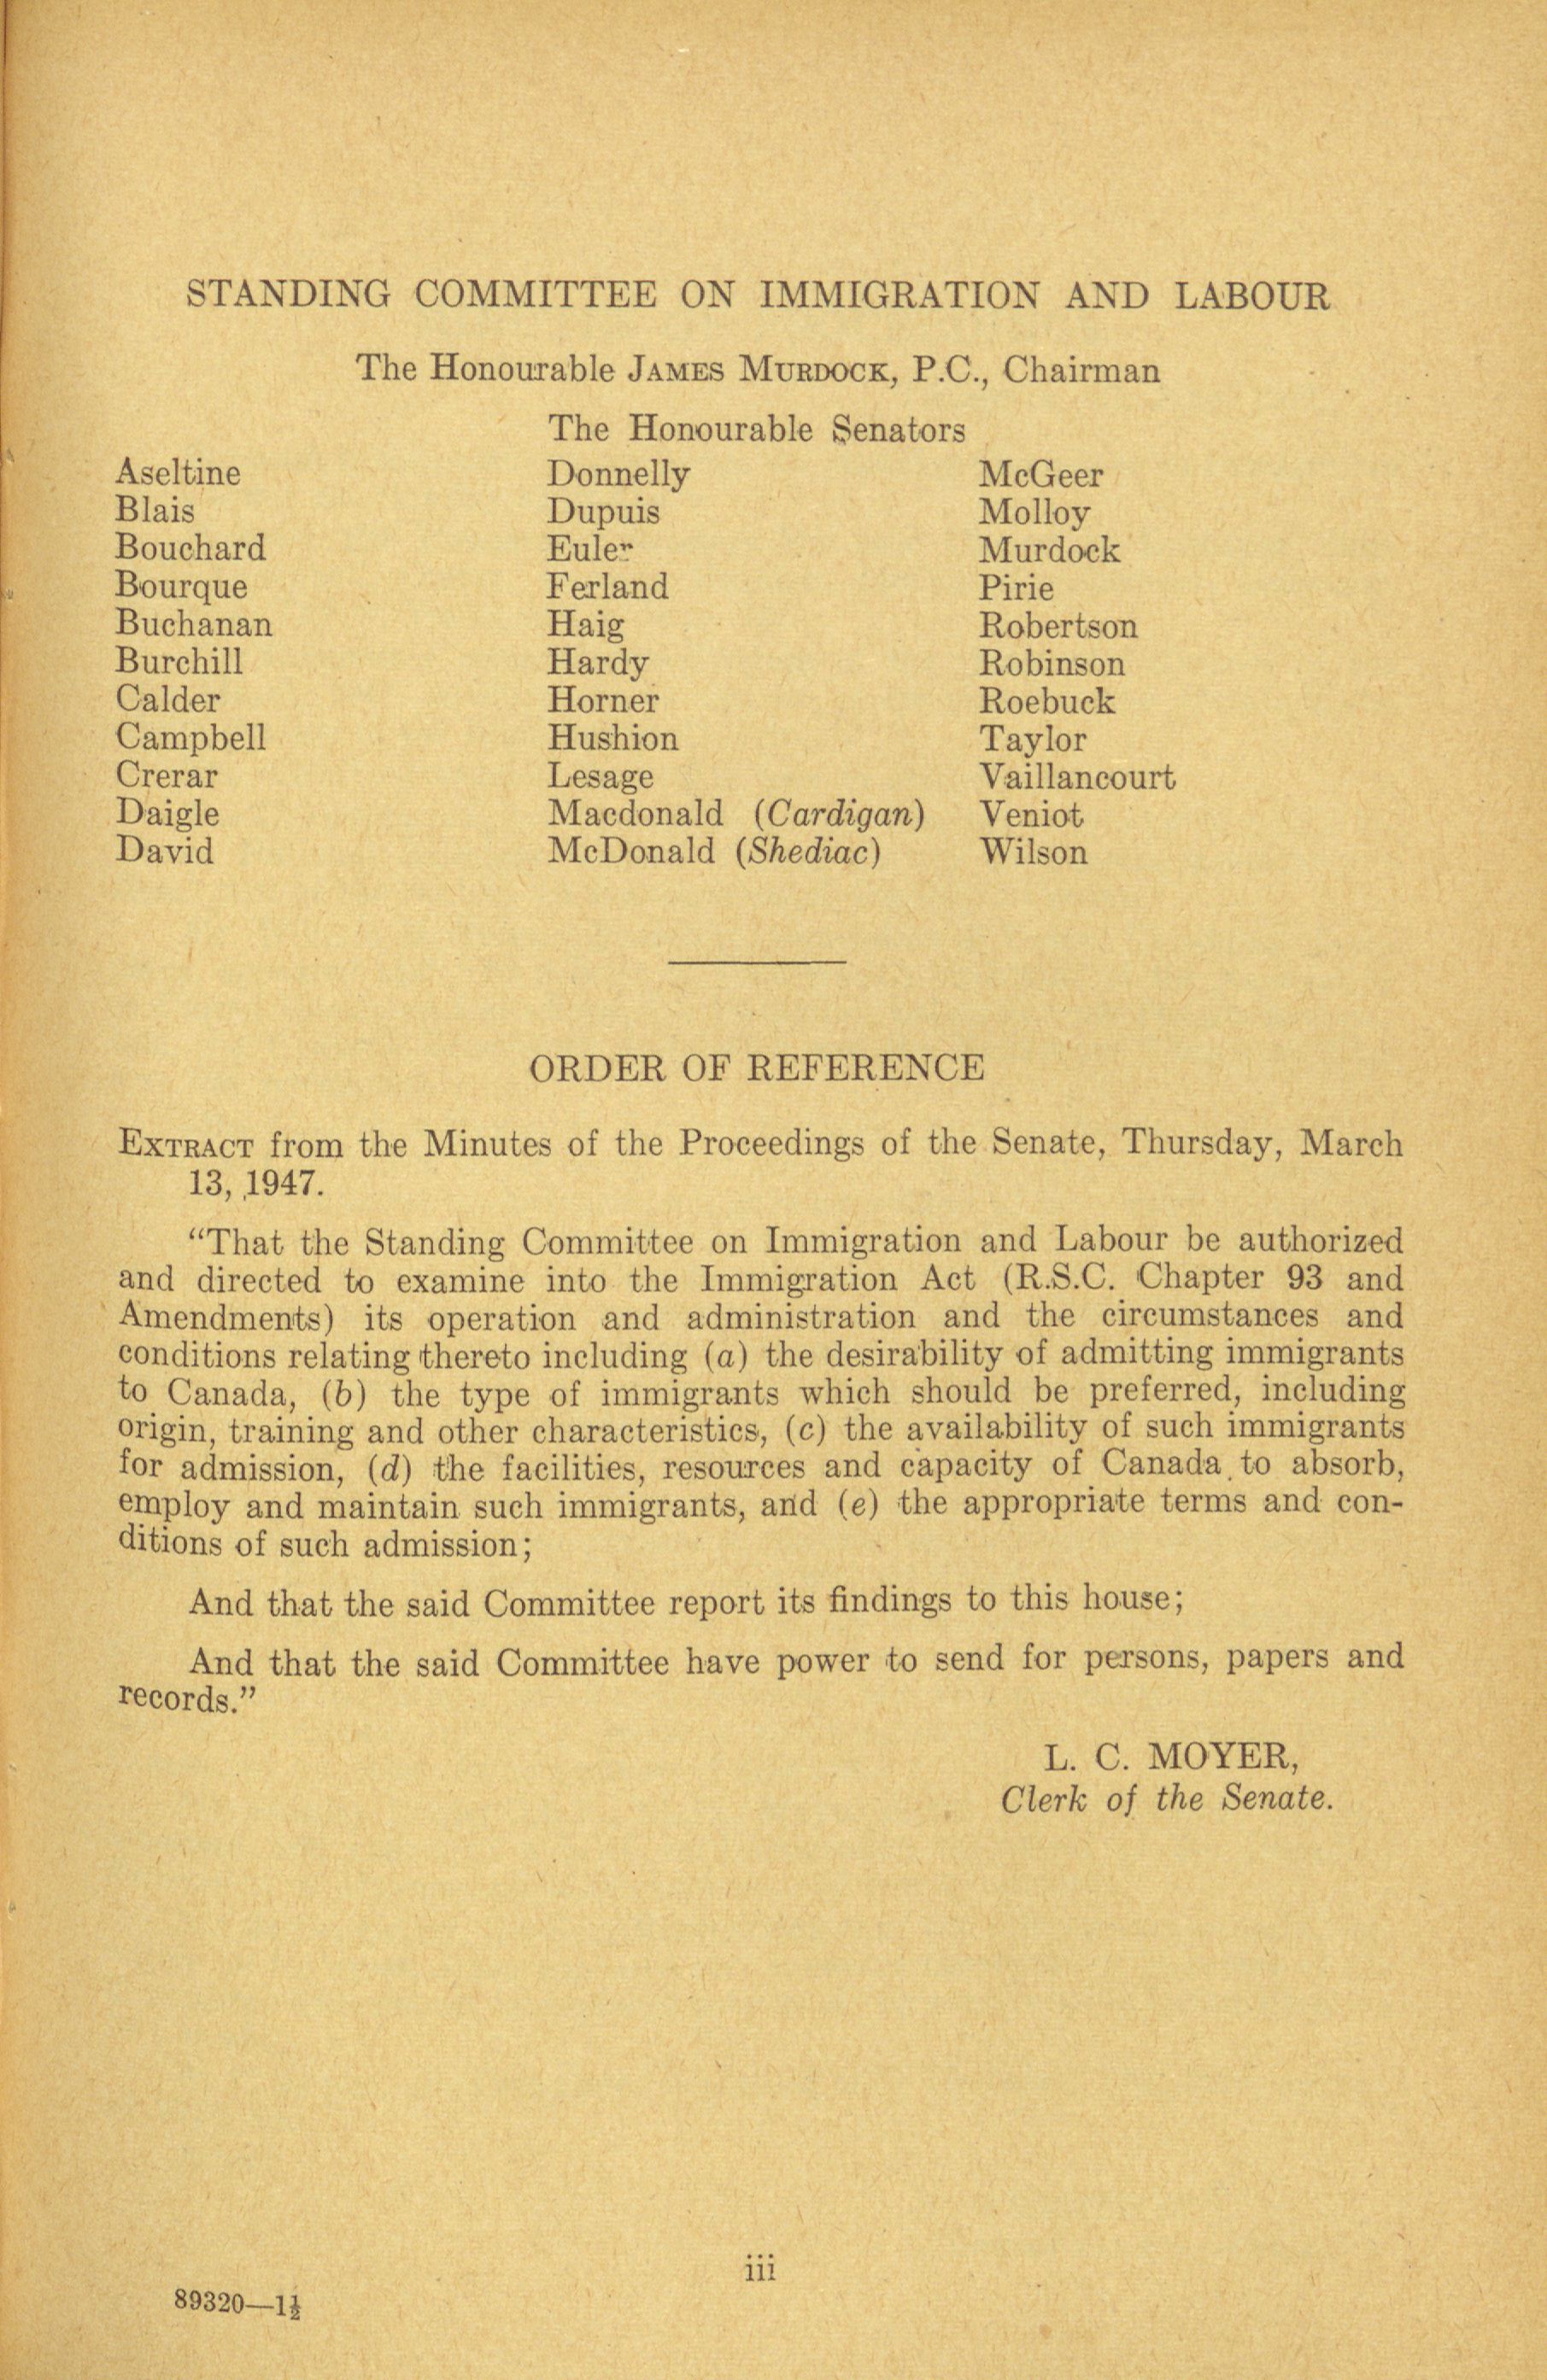 STANDING COMMITTEE ON IMMIGRATION AND LABOUR
The Honourable JAMES MURDOCK, P.C., Chairman
The Honourable Senators
Aseltine Donnelly McGeer
Blais Dupuis Molloy
Bouchard Euler Murdock
Bourque Ferland Pirie
Buchanan Haig Robertson
Burchill Hardy Robinson
Calder Horner Roebuck
Campbell Hushion Taylor
Crerar Lesage Vaillancourt
Daigle Macdonald (Cardigan) Veniot
David McDonald (Shediac) Wilson
ORDER OF REFERENCE
EXTRACT from the Minutes of the Proceedings of the Senate, Thursday, March
13, 1947.
“That the Standing Committee on Immigration and Labour be authorized
and directed to examine into the Immigration Act (R.S.C. Chapter 93 and
Amendments) its operation and administration and the circumstances and
conditions relating thereto including (a) the desirability of admitting immigrants
to Canada, (b) the type of immigrants which should be preferred, including
origin, training and other characteristics, (c) the availability of such immigrants
for admission, (d) the facilities, resources and capacity of Canada to absorb,
employ and maintain such immigrants, and (e) the appropriate terms and con-
ditions of such admission;
And that the said Committee report its findings to this house;
And that the said Committee have power to send for persons, papers and
records.”
L. C. MOYER,
Clerk of the Senate.
iii
89320—1½